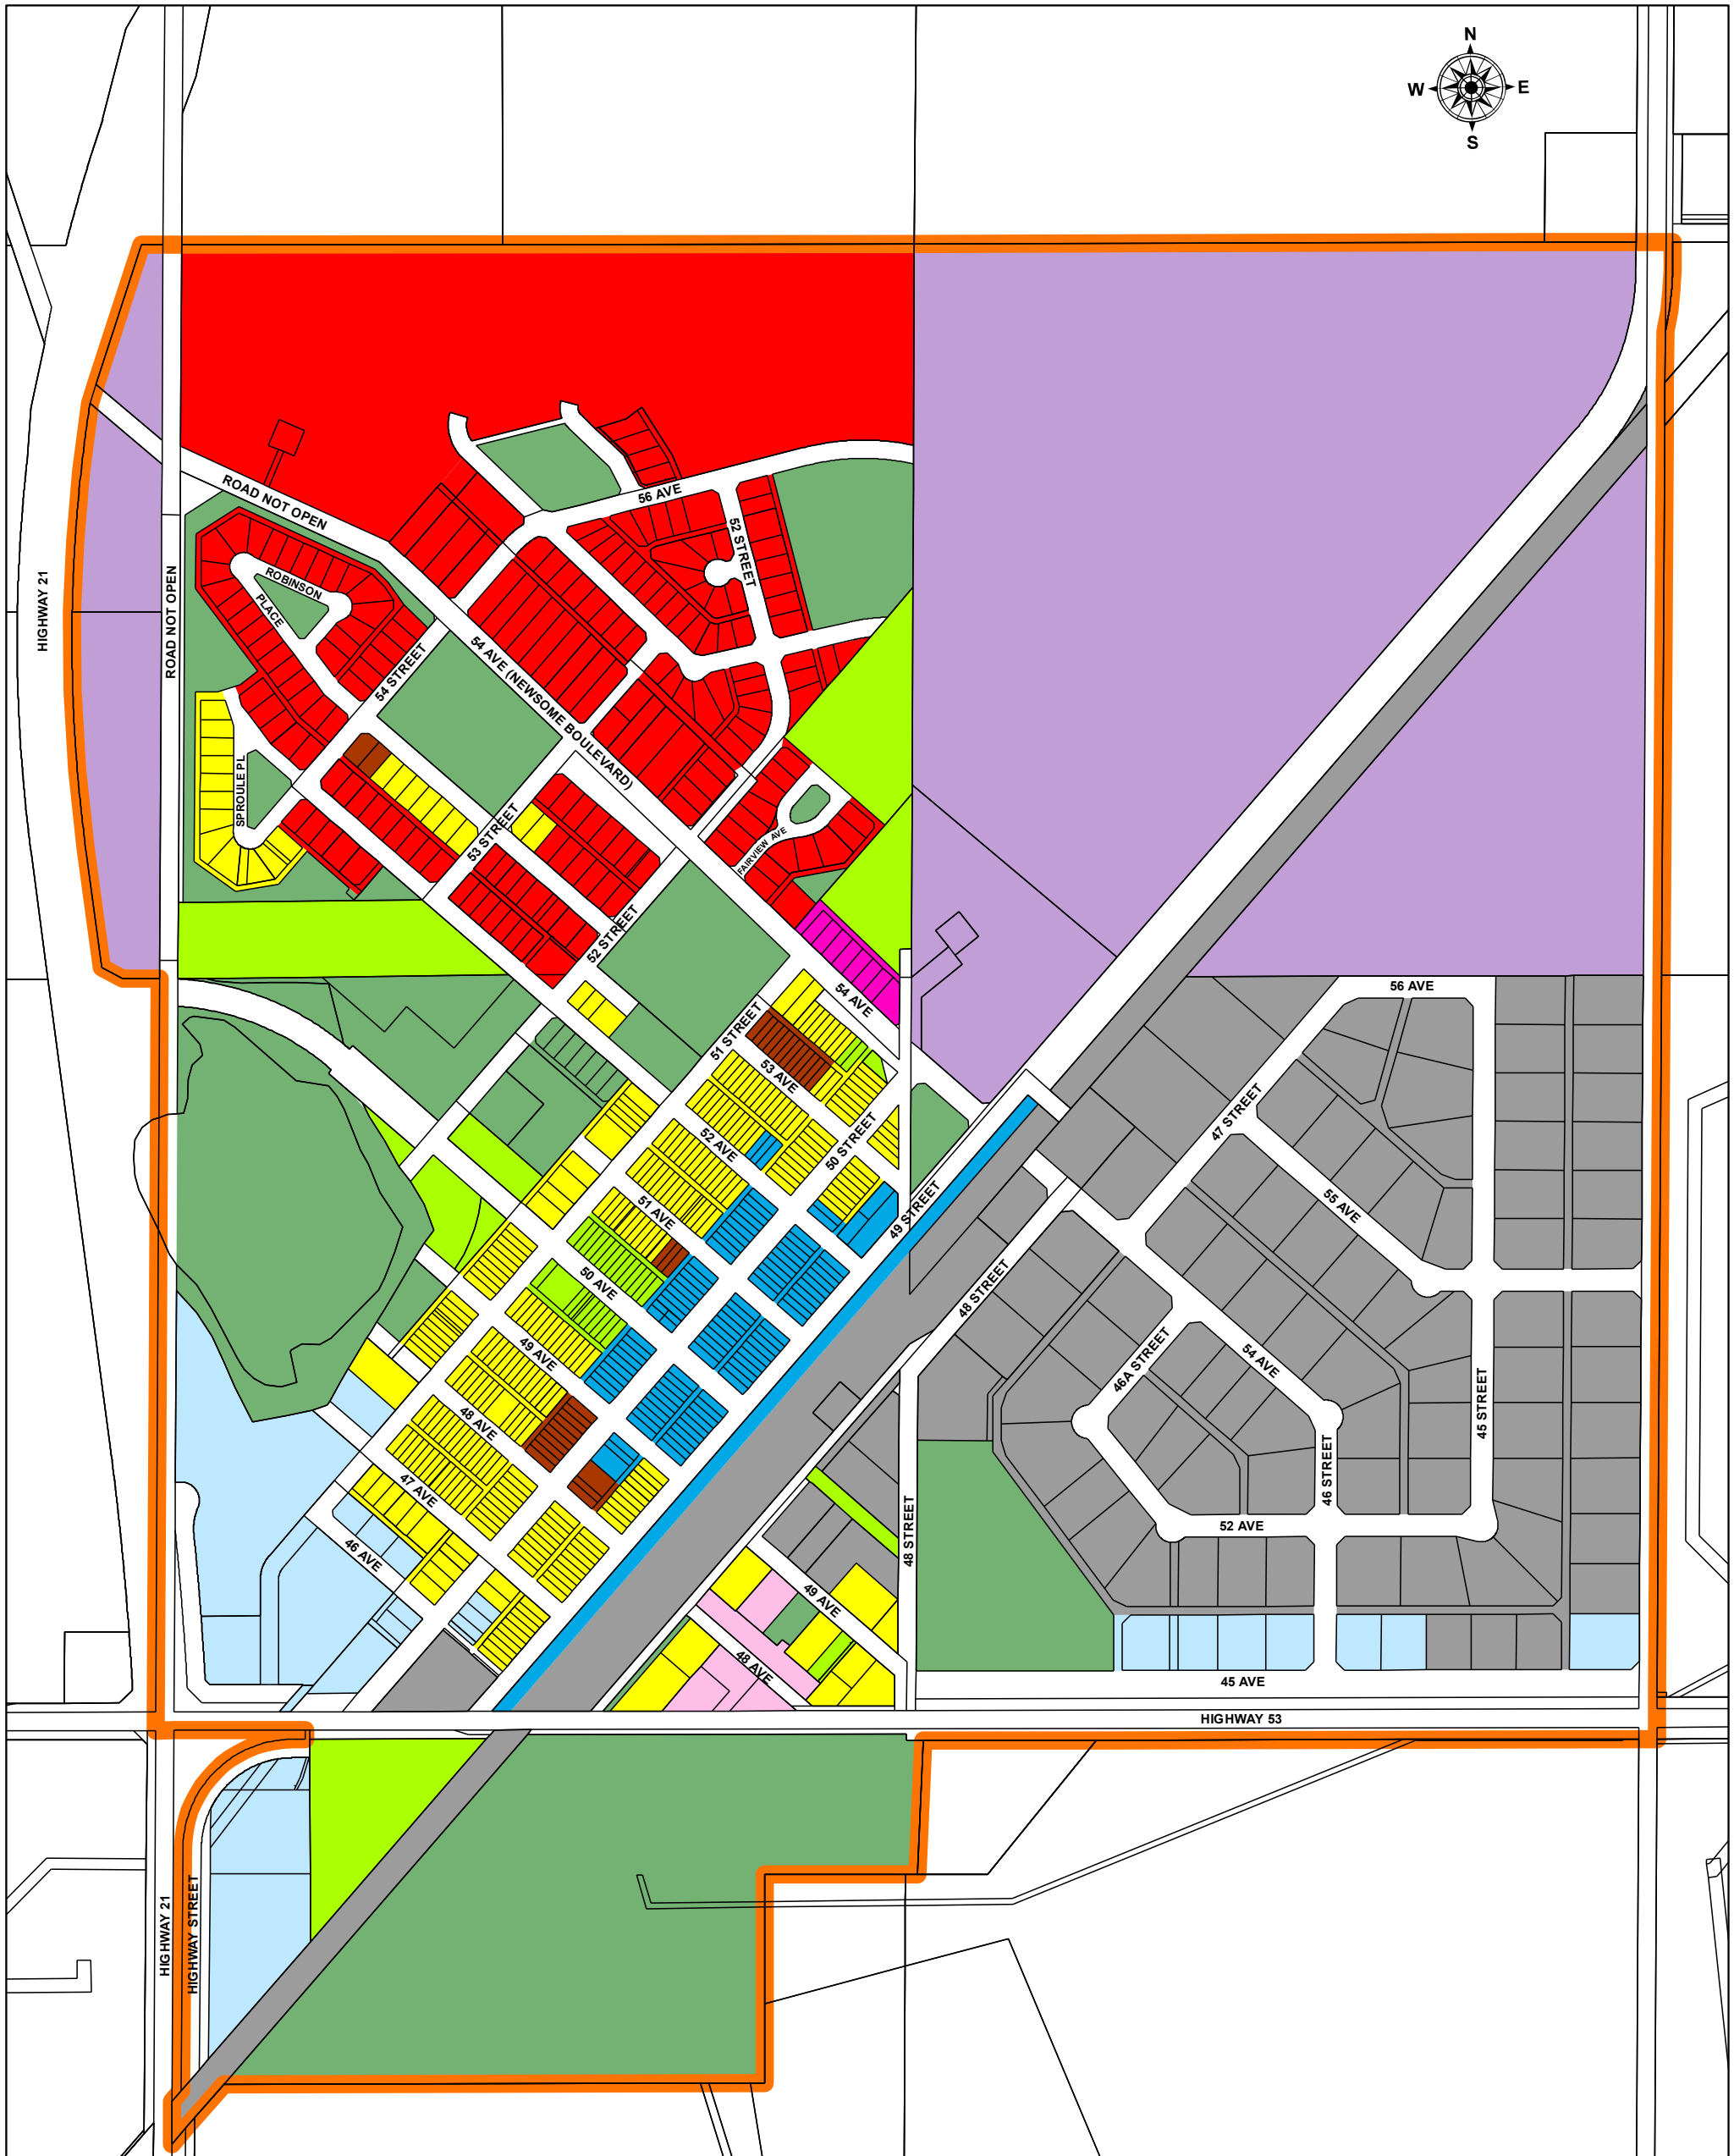 N
W
E
S
ROAD NOT OPEN
56 AVE
52 STREET
HIGHWAY 21
ROAD NOT OPEN
ROBINSON
PLACE
54 STREET
54 AVE (NEWSOME BOULEVARD)
SPROULE PL
53 STREET
FAIRVIEW AVE
52 STREET
54 AVE
56 AVE
51 STREET
53 AVE
47 STREET
52 AVE
50 STREET
51 AVE
49 STREET
55 AVE
50 AVE
48 STREET
49 AVE
46A STREET
54 AVE
45 STREET
48 AVE
47 AVE
46 STREET
46 AVE
48 STREET
52 AVE
49 AVE
48 AVE
45 AVE
HIGHWAY 53
HIGHWAY 21
HIGHWAY STREET